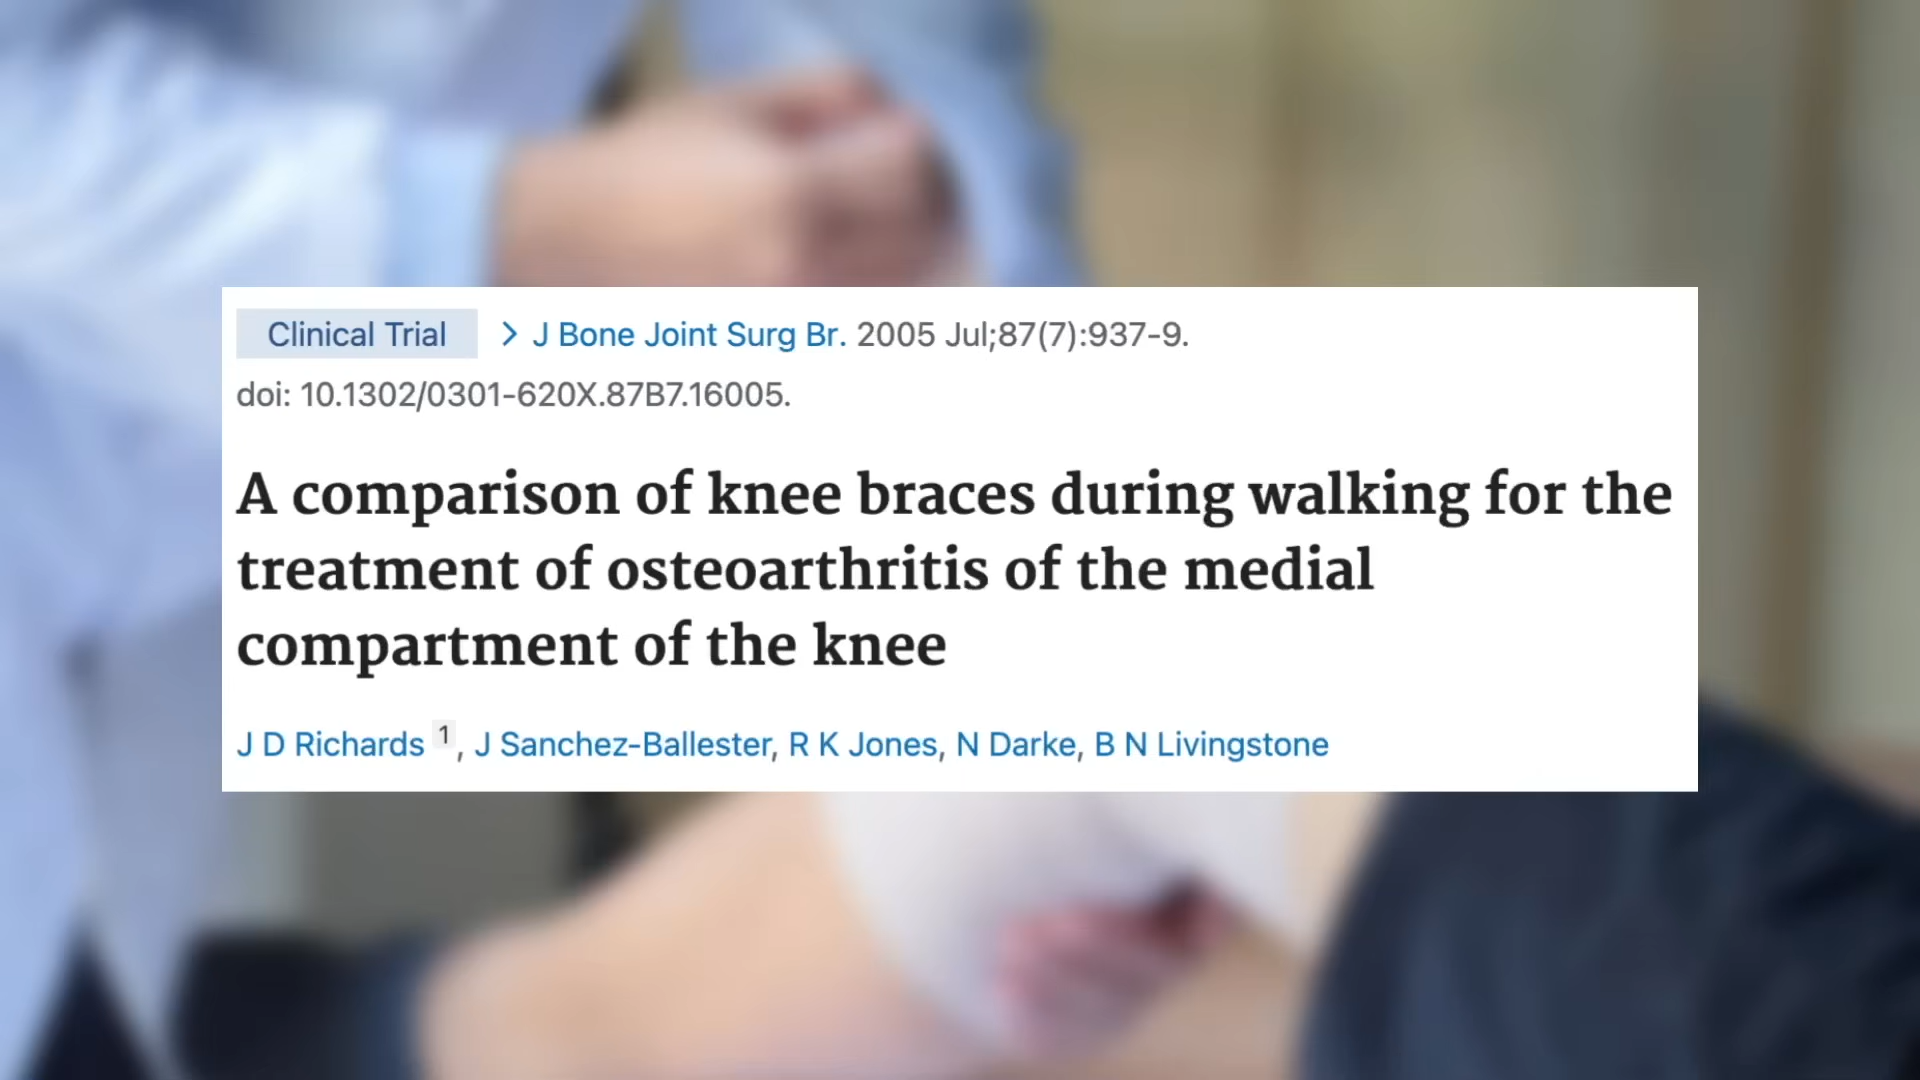 Clinical Trial > J Bone Joint Surg Br. 2005 Jul;87(7):937-9.
doi: 10.1302/0301-620X.87B7.16005.
A comparison of knee braces during walking for the
treatment of osteoarthritis of the medial
compartment of the knee
J D Richards 1, J Sanchez-Ballester, R K Jones, N Darke, B N Livingstone